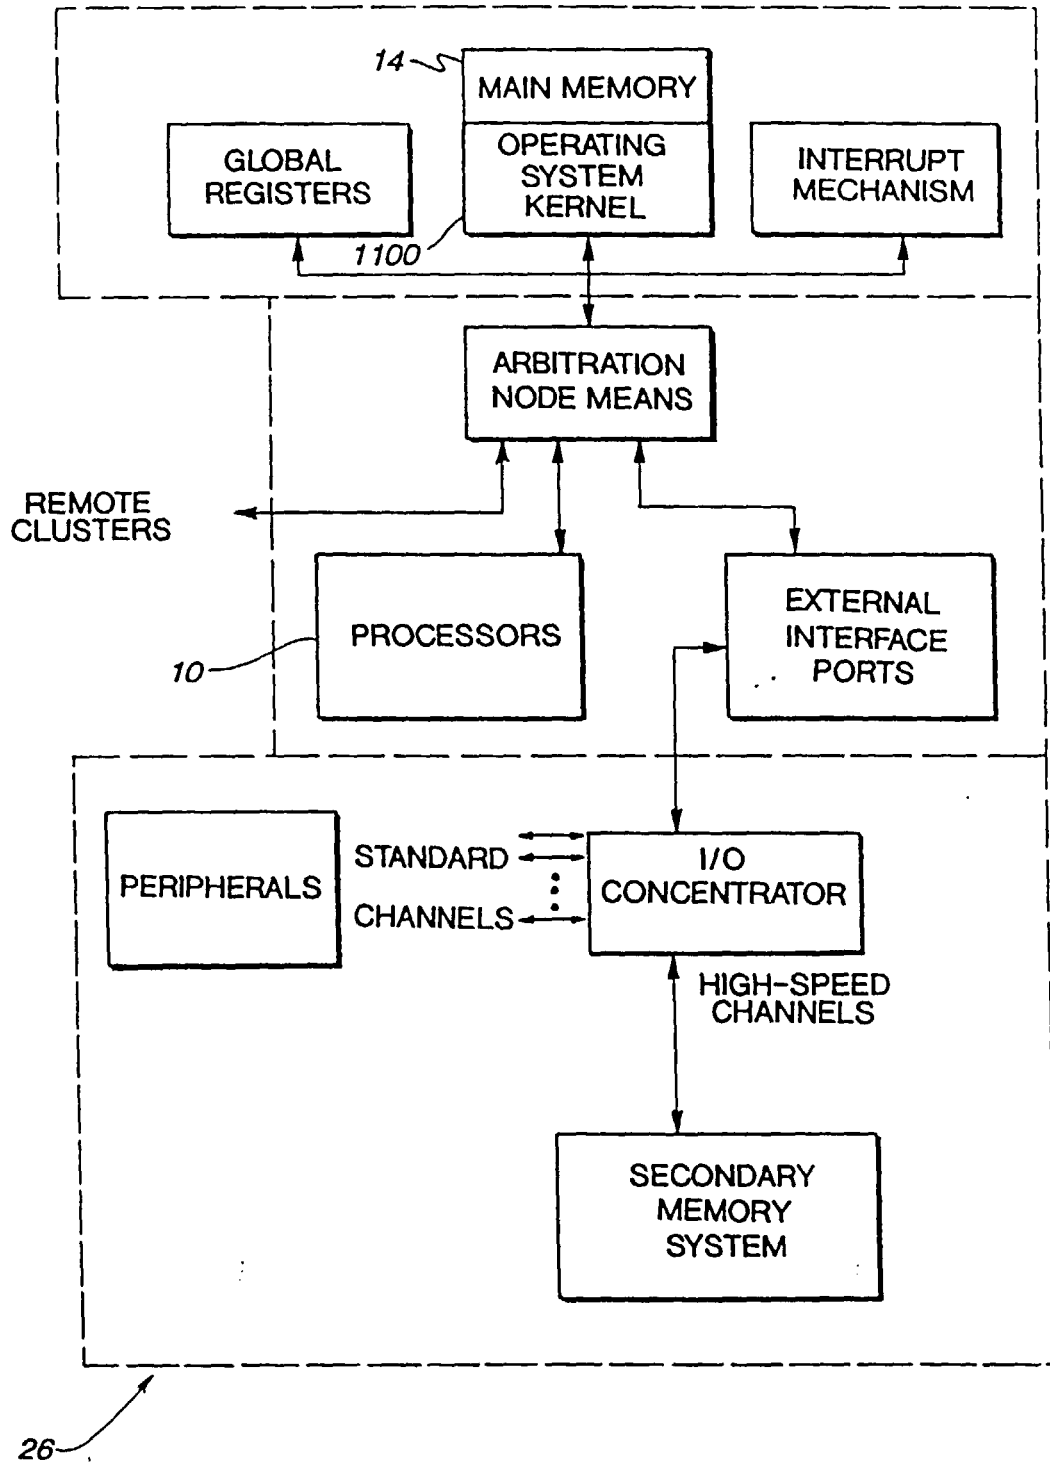 14
MAIN MEMORY
GLOBAL
REGISTERS
OPERATING
SYSTEM
KERNEL
1100
INTERRUPT
MECHANISM
ARBITRATION
NODE MEANS
REMOTE
CLUSTERS
PROCESSORS
10
EXTERNAL
INTERFACE
PORTS
PERIPHERALS
STANDARD
CHANNELS
I/O
CONCENTRATOR
HIGH-SPEED
CHANNELS
SECONDARY
MEMORY
SYSTEM
26